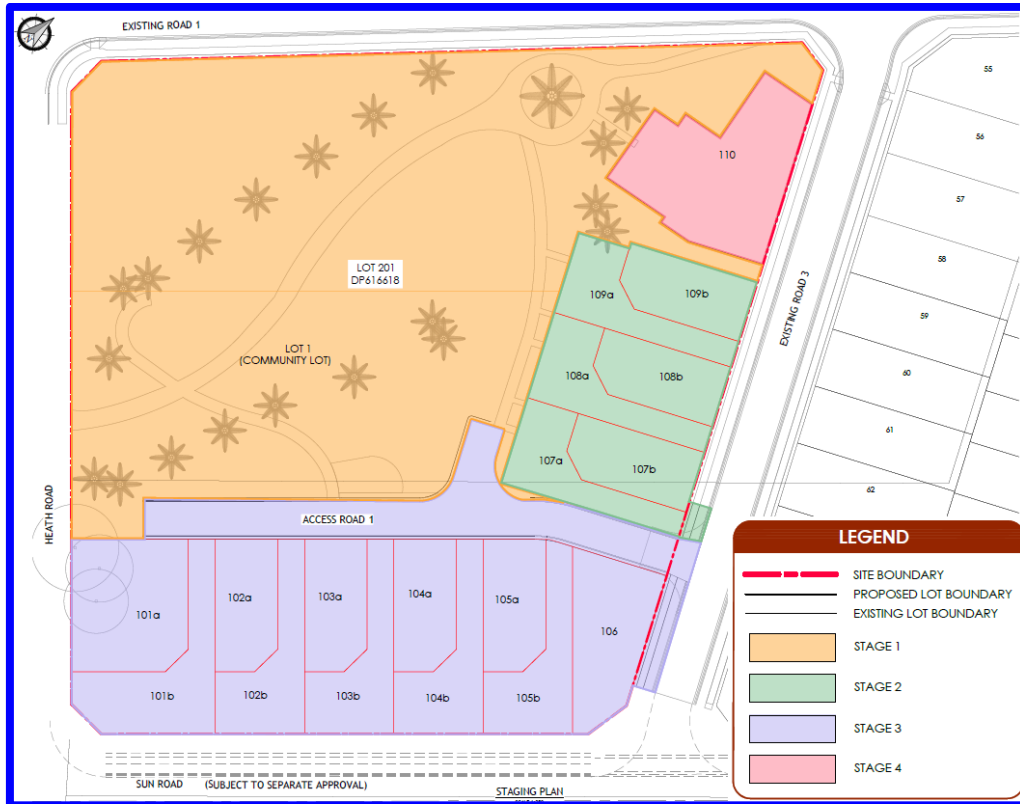 EXISTING ROAD 1
55
56
57
58
59
60
61
62
110
LOT 201
DP616618
EXISTING ROAD 3
109a
109b
LOT 1
(COMMUNITY LOT)
108a
108b
107a
107b
HEATH ROAD
ACCESS ROAD 1
101a
102a
103a
104a
105a
106
101b
102b
103b
104b
105b
SUN ROAD (SUBJECT TO SEPARATE APPROVAL)
STAGING PLAN
LEGEND
SITE BOUNDARY
PROPOSED LOT BOUNDARY
EXISTING LOT BOUNDARY
STAGE 1
STAGE 2
STAGE 3
STAGE 4